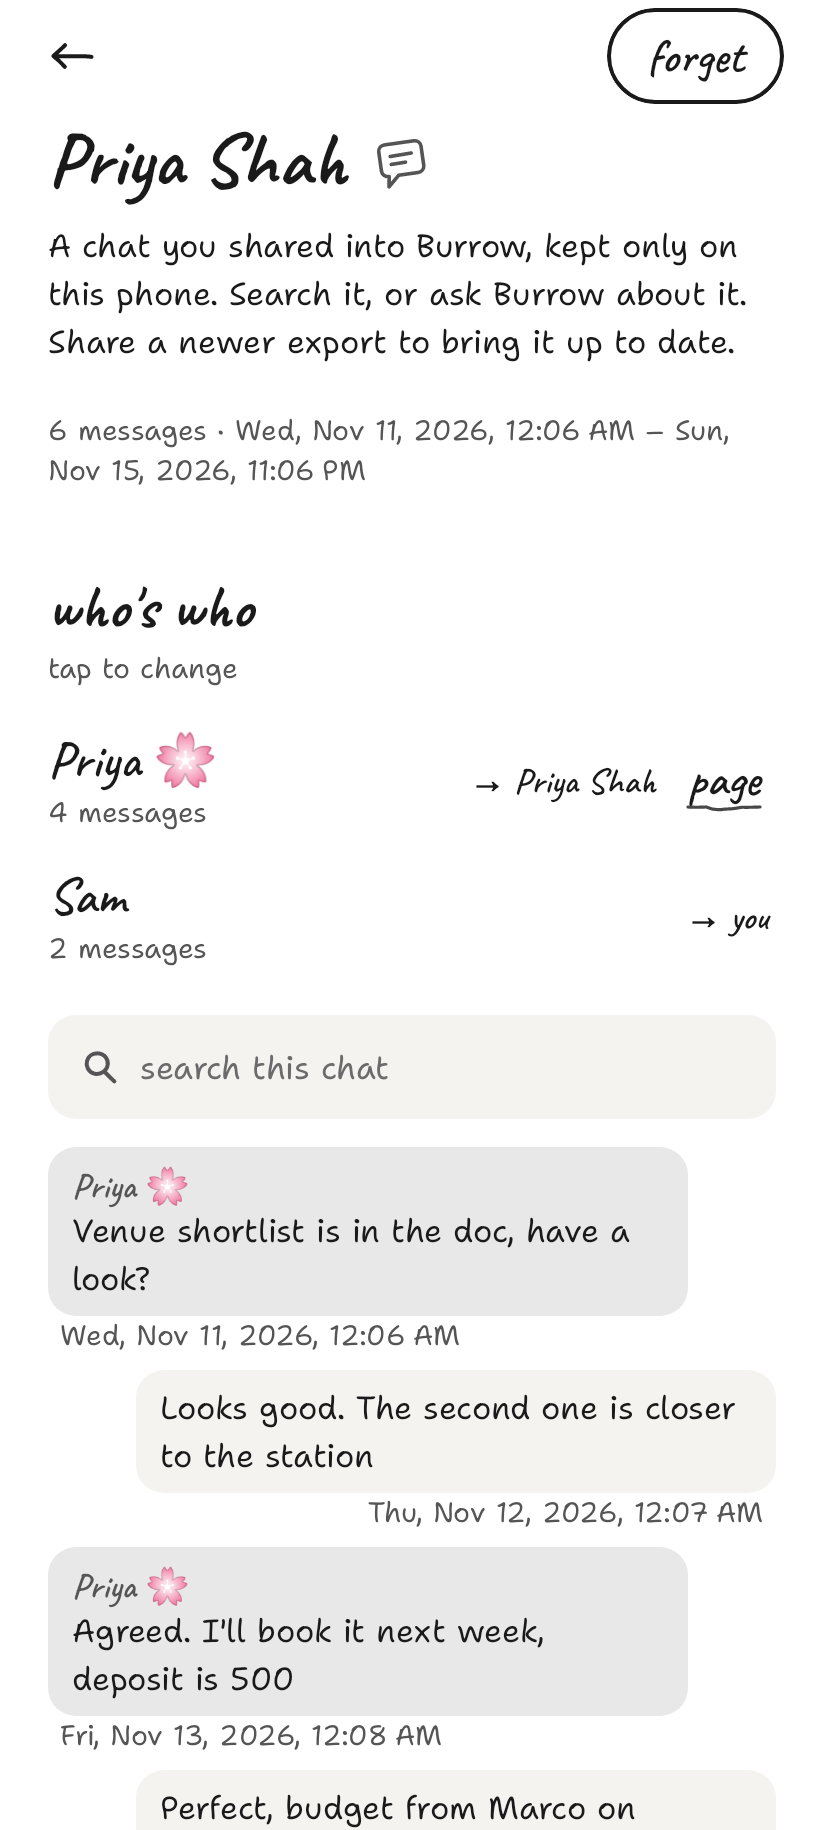 forget
Priya Shah
A chat you shared into Burrow, kept only on
this phone. Search it, or ask Burrow about it.
Share a newer export to bring it up to date.
6 messages · Wed, Nov 11, 2026, 12:06 AM – Sun,
Nov 15, 2026, 11:06 PM
who's who
tap to change
Priya 🌸
4 messages
→ Priya Shah page
Sam
2 messages
→ you
search this chat
Priya 🌸
Venue shortlist is in the doc, have a
look?
Wed, Nov 11, 2026, 12:06 AM
Looks good. The second one is closer
to the station
Thu, Nov 12, 2026, 12:07 AM
Priya 🌸
Agreed. I'll book it next week,
deposit is 500
Fri, Nov 13, 2026, 12:08 AM
Perfect, budget from Marco on